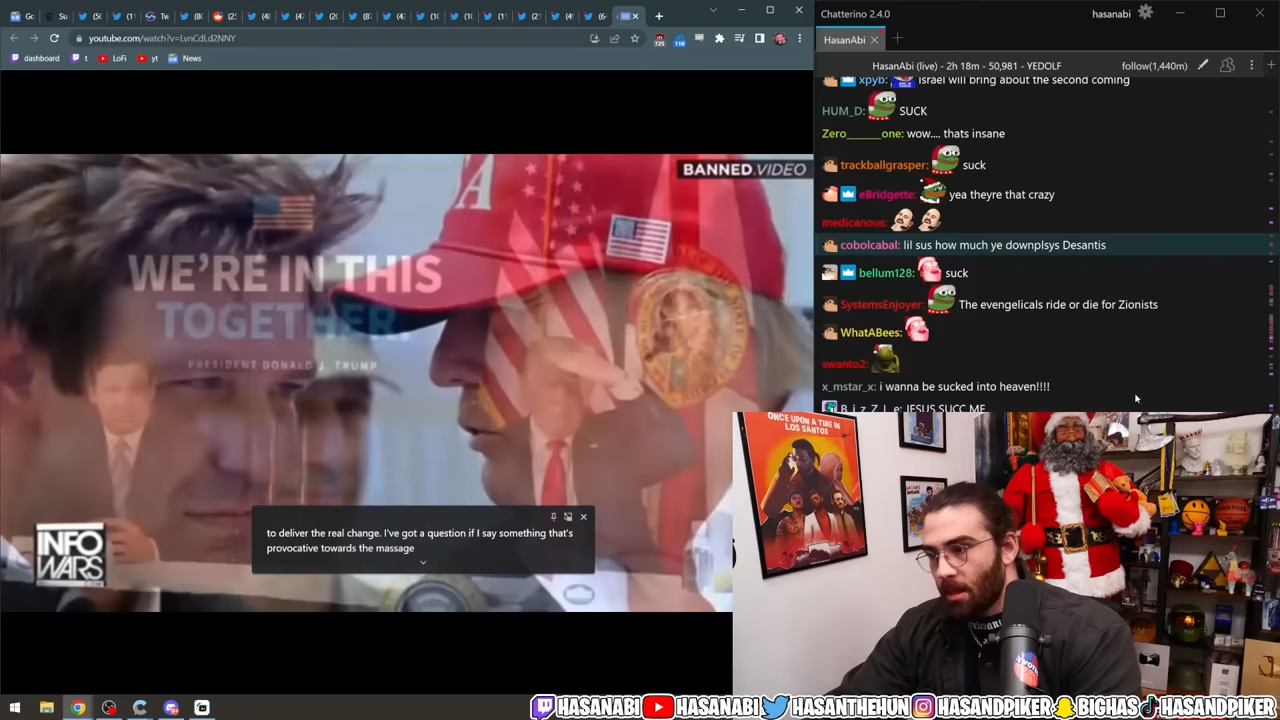 youtube.com/watch?v=LvnCdLd2NNY
dashboard
t
LoFi
yt
News
BANNED.VIDEO
WE'RE IN THIS
TOGETHER.
PRESIDENT DONALD J. TRUMP
INFO
WARS
to deliver the real change. I've got a question if I say something that's
provocative towards the massage
Chatterino 2.4.0
hasanabi
HasanAbi
HasanAbi (live) - 2h 18m - 50,981 - YEDOLF
follow(1,440m)
xpyb: Israel will bring about the second coming
HUM_D: SUCK
Zero______one: wow.... thats insane
trackballgrasper: suck
eBridgette: yea theyre that crazy
medicanous:
cobolcabal: lil sus how much ye downplsys Desantis
bellum128: suck
SystemsEnjoyer: The evengelicals ride or die for Zionists
WhatABees:
swanto2:
x_mstar_x: i wanna be sucked into heaven!!!!
JESUS SUCC ME
ONCE UPON A TIME IN
LOS SANTOS
HASANABI
HASANABI
HASANTHEHUN
HASANDPIKER
BIGHAS
HASANDPIKER